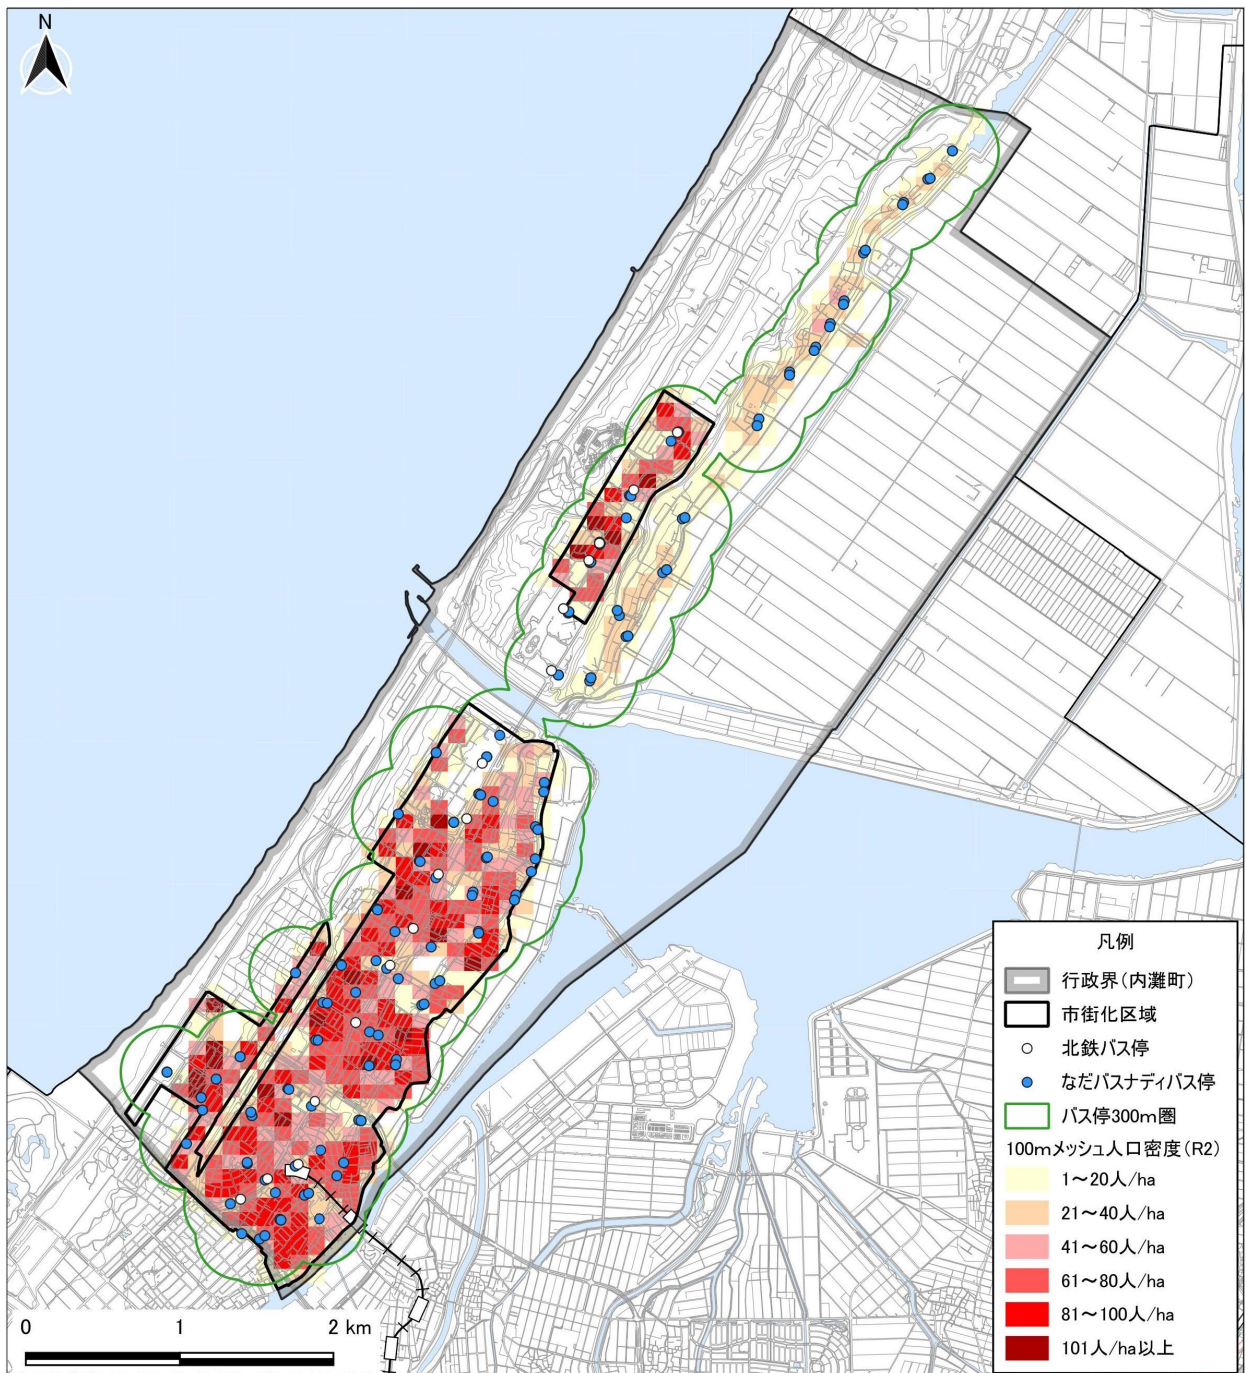 N
凡例
行政界(内灘町)
市街化区域
北鉄バス停
なだバスナディバス停
バス停300m圏
100mメッシュ人口密度(R2)
1~20人/ha
21~40人/ha
41~60人/ha
61~80人/ha
81~100人/ha
101人/ha以上
0 1 2 km